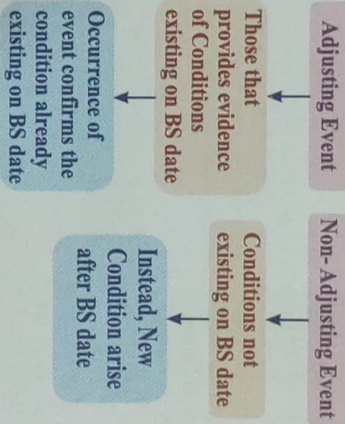 Adjusting Event
Those that
provides evidence
of Conditions
existing on BS date
Occurrence of
event confirms the
condition already
existing on BS date
Non- Adjusting Event
Conditions not
existing on BS date
Instead, New
Condition arise
after BS date